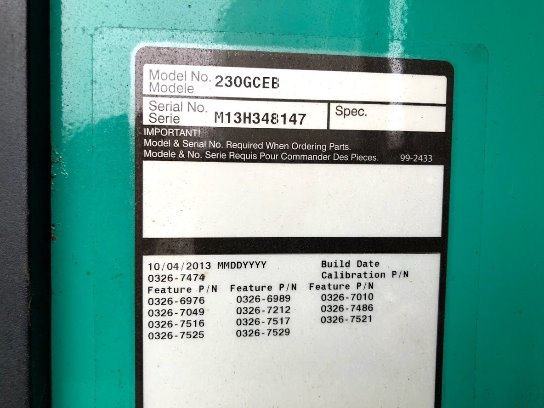 Model No. 230GCEB
Modele
Serial No. M13H348147 Spec.
Serie
IMPORTANT!
Model & Serial No. Required When Ordering Parts.
Modele & No. Serie Requis Pour Commander Des Pieces. 99-2433
10/04/2013 MMDDYYYY Build Date
0326-7474 Calibration P/N
Feature P/N Feature P/N Feature P/N
0326-6976 0326-6989 0326-7010
0326-7049 0326-7212 0326-7486
0326-7516 0326-7517 0326-7521
0326-7525 0326-7529